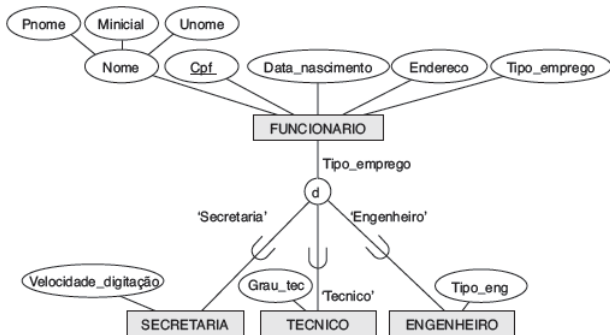 Pnome
Minicial
Unome
Nome
Cpf
Data_nascimento
Endereco
Tipo_emprego
FUNCIONARIO
Tipo_emprego
d
'Secretaria'
'Engenheiro'
Velocidade_digitação
Grau_tec
'Tecnico'
Tipo_eng
SECRETARIA
TECNICO
ENGENHEIRO